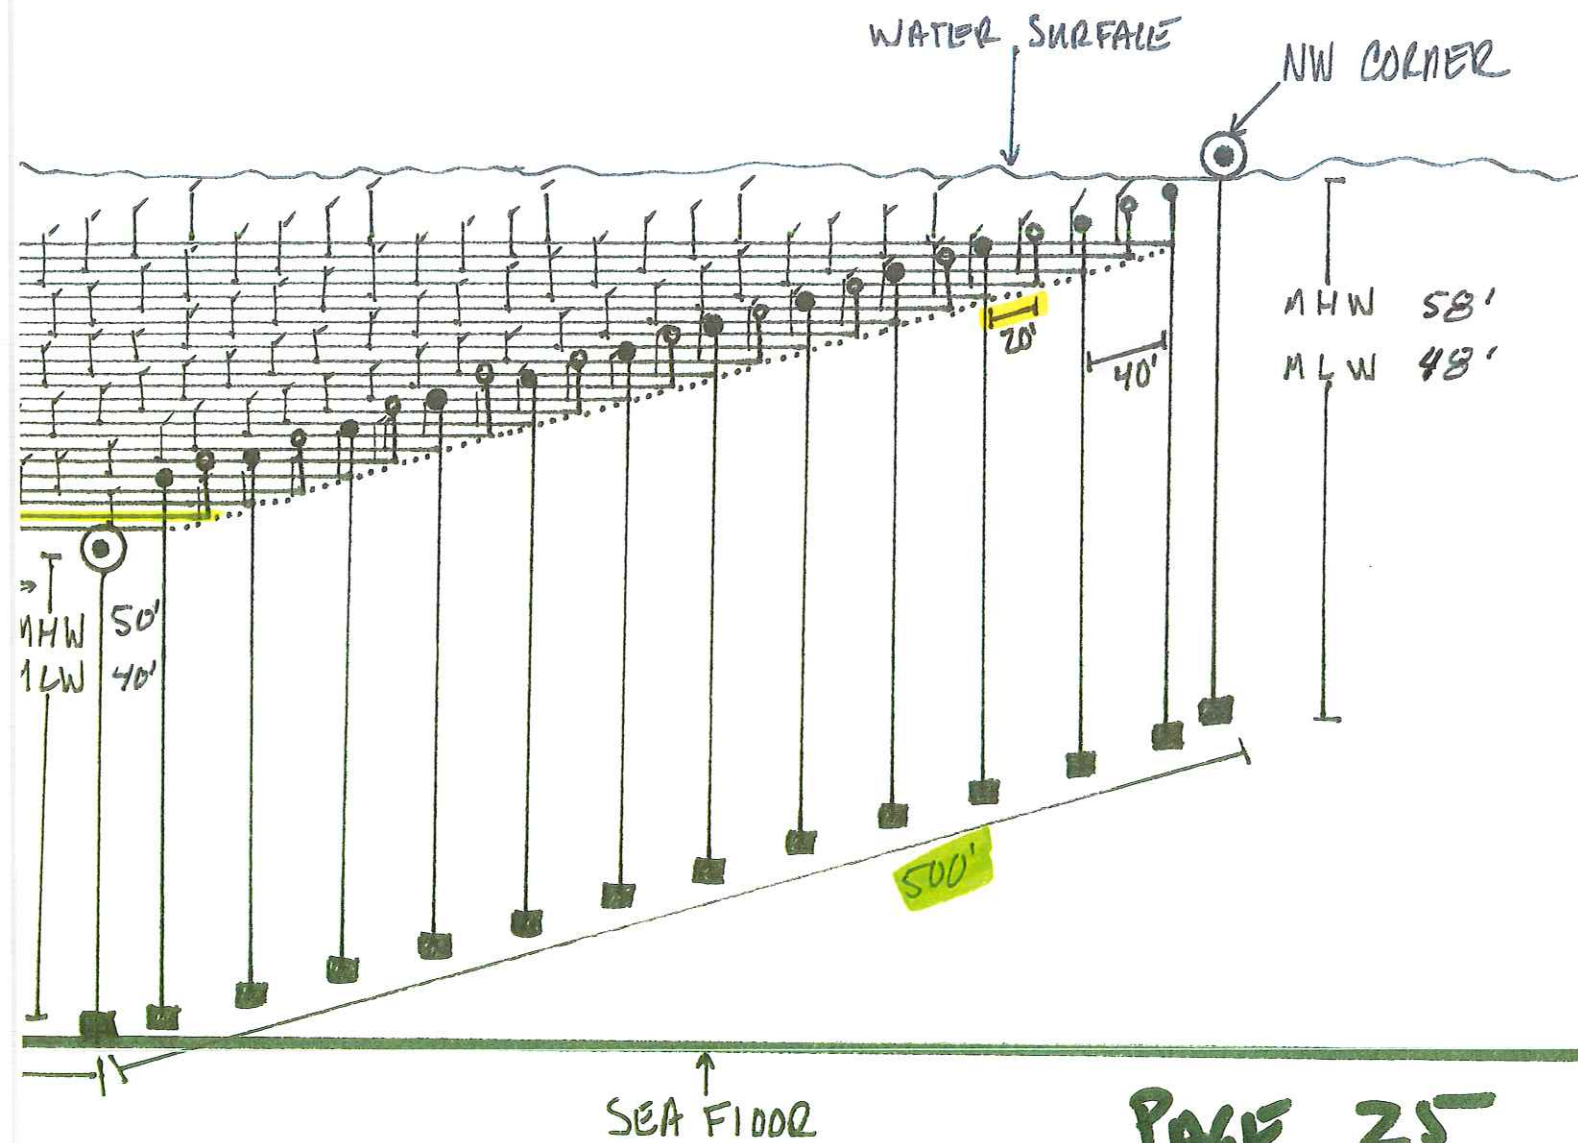 WATER SURFACE
NW CORNER
MHW 58'
MLW 48'
20'
40'
MHW 50'
MLW 40'
500'
SEA FLOOR
PAGE 25